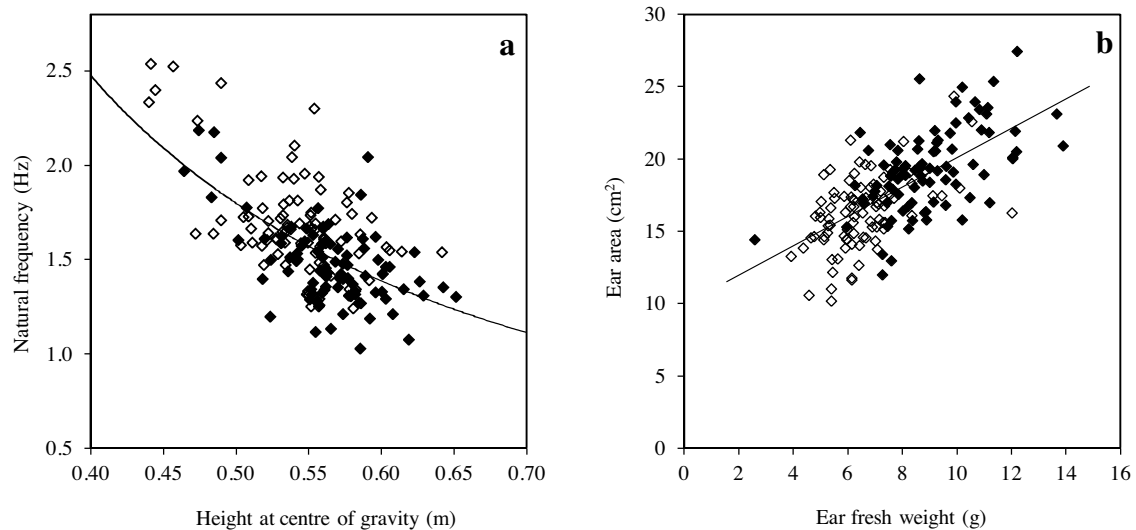 a
Natural frequency (Hz)
2.5
2.0
1.5
1.0
0.5
0.40 0.45 0.50 0.55 0.60 0.65 0.70
Height at centre of gravity (m)
b
Ear area (cm²)
30
25
20
15
10
5
0
0 2 4 6 8 10 12 14 16
Ear fresh weight (g)